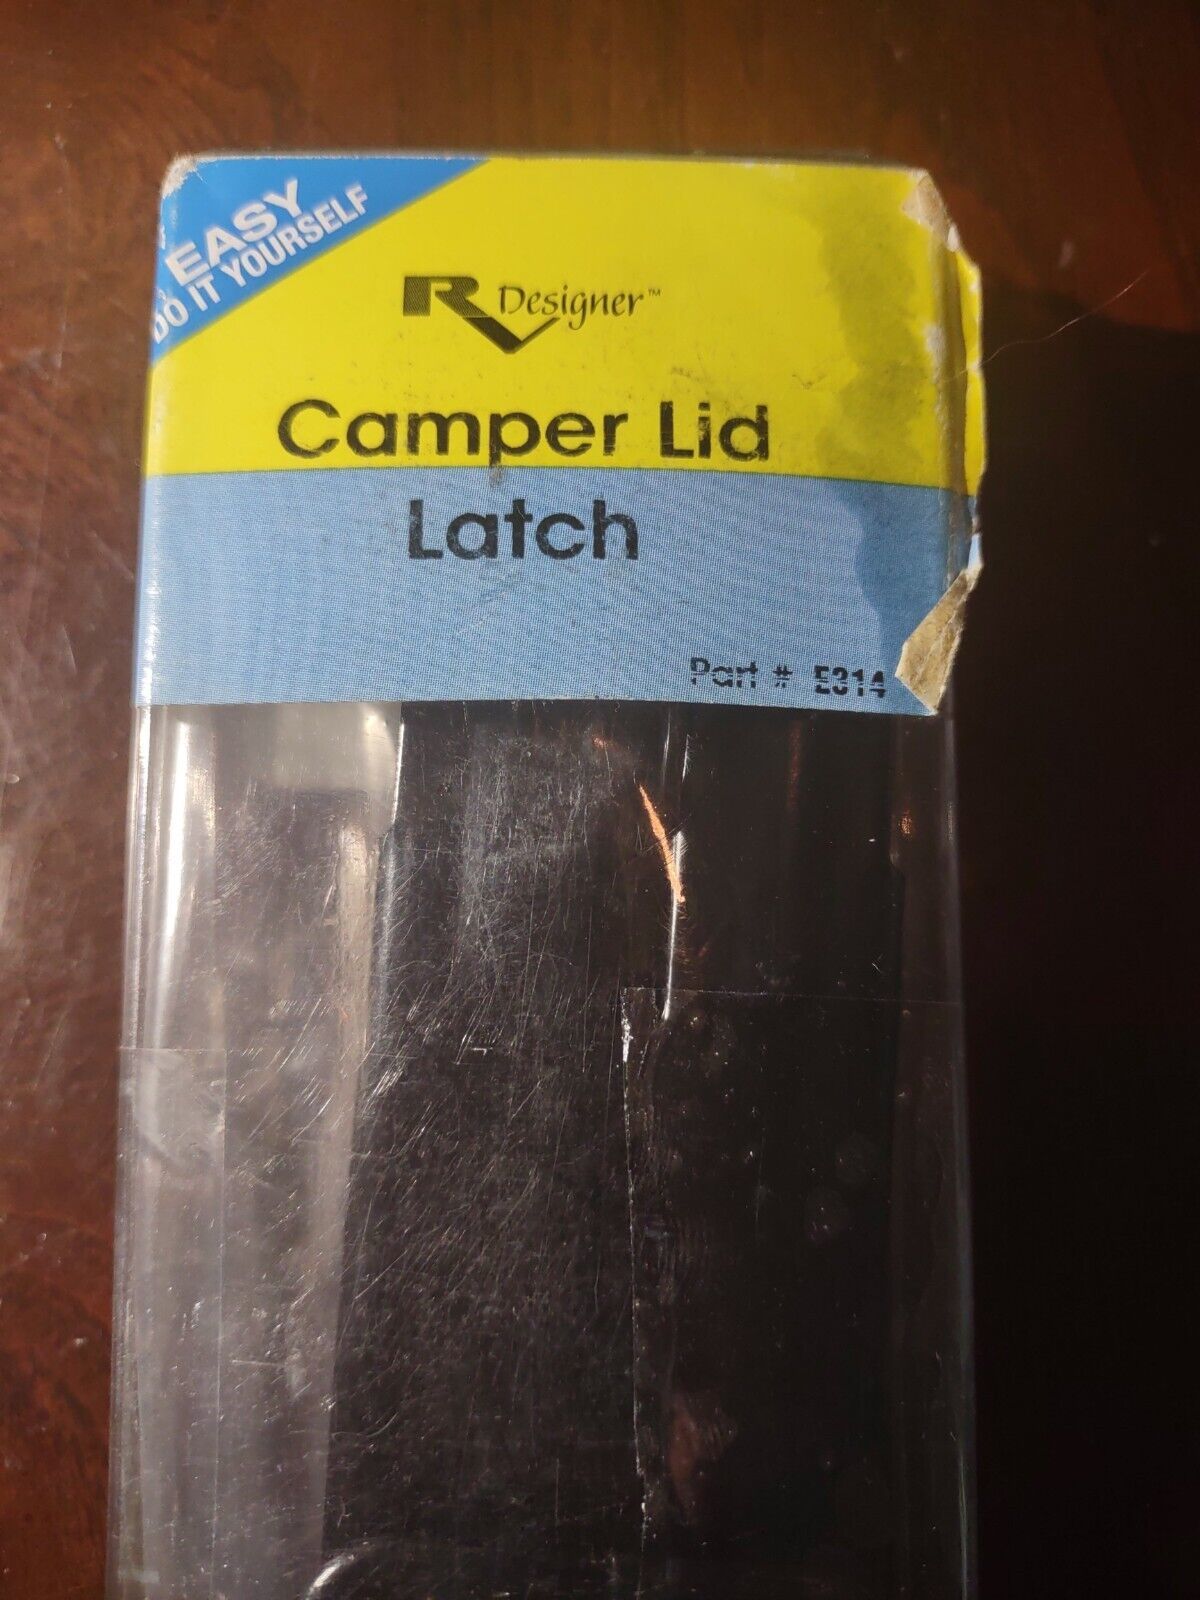 EASY
DO IT YOURSELF
RV Designer™
Camper Lid
Latch
Part # E314